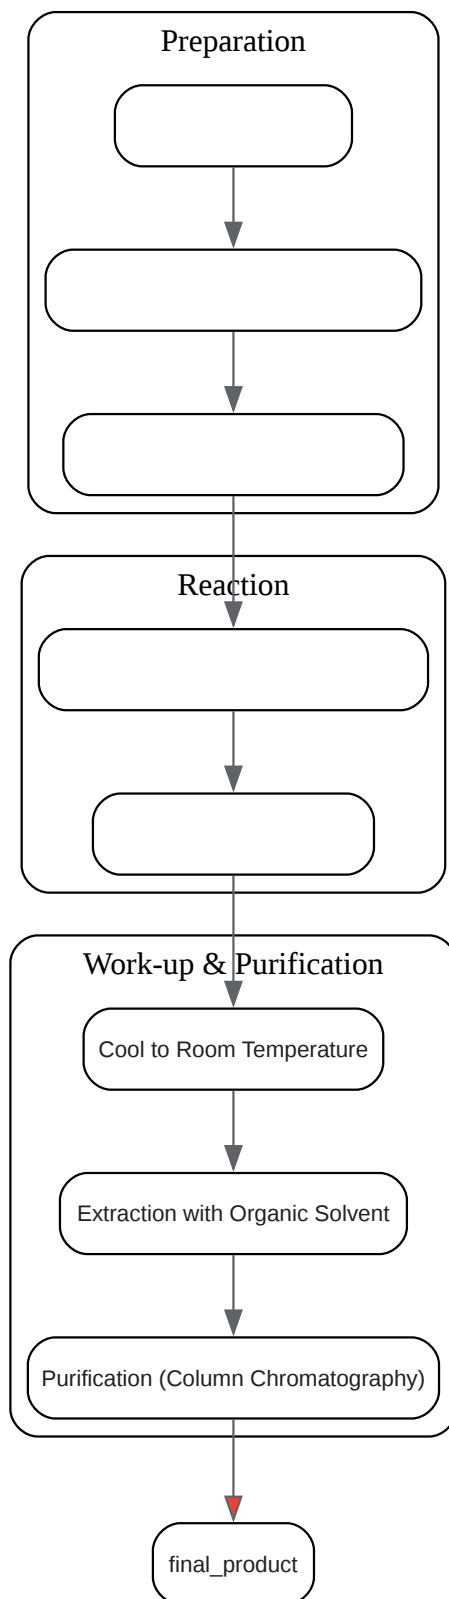 Preparation
Reaction
Work-up & Purification
Cool to Room Temperature
Extraction with Organic Solvent
Purification (Column Chromatography)
final_product